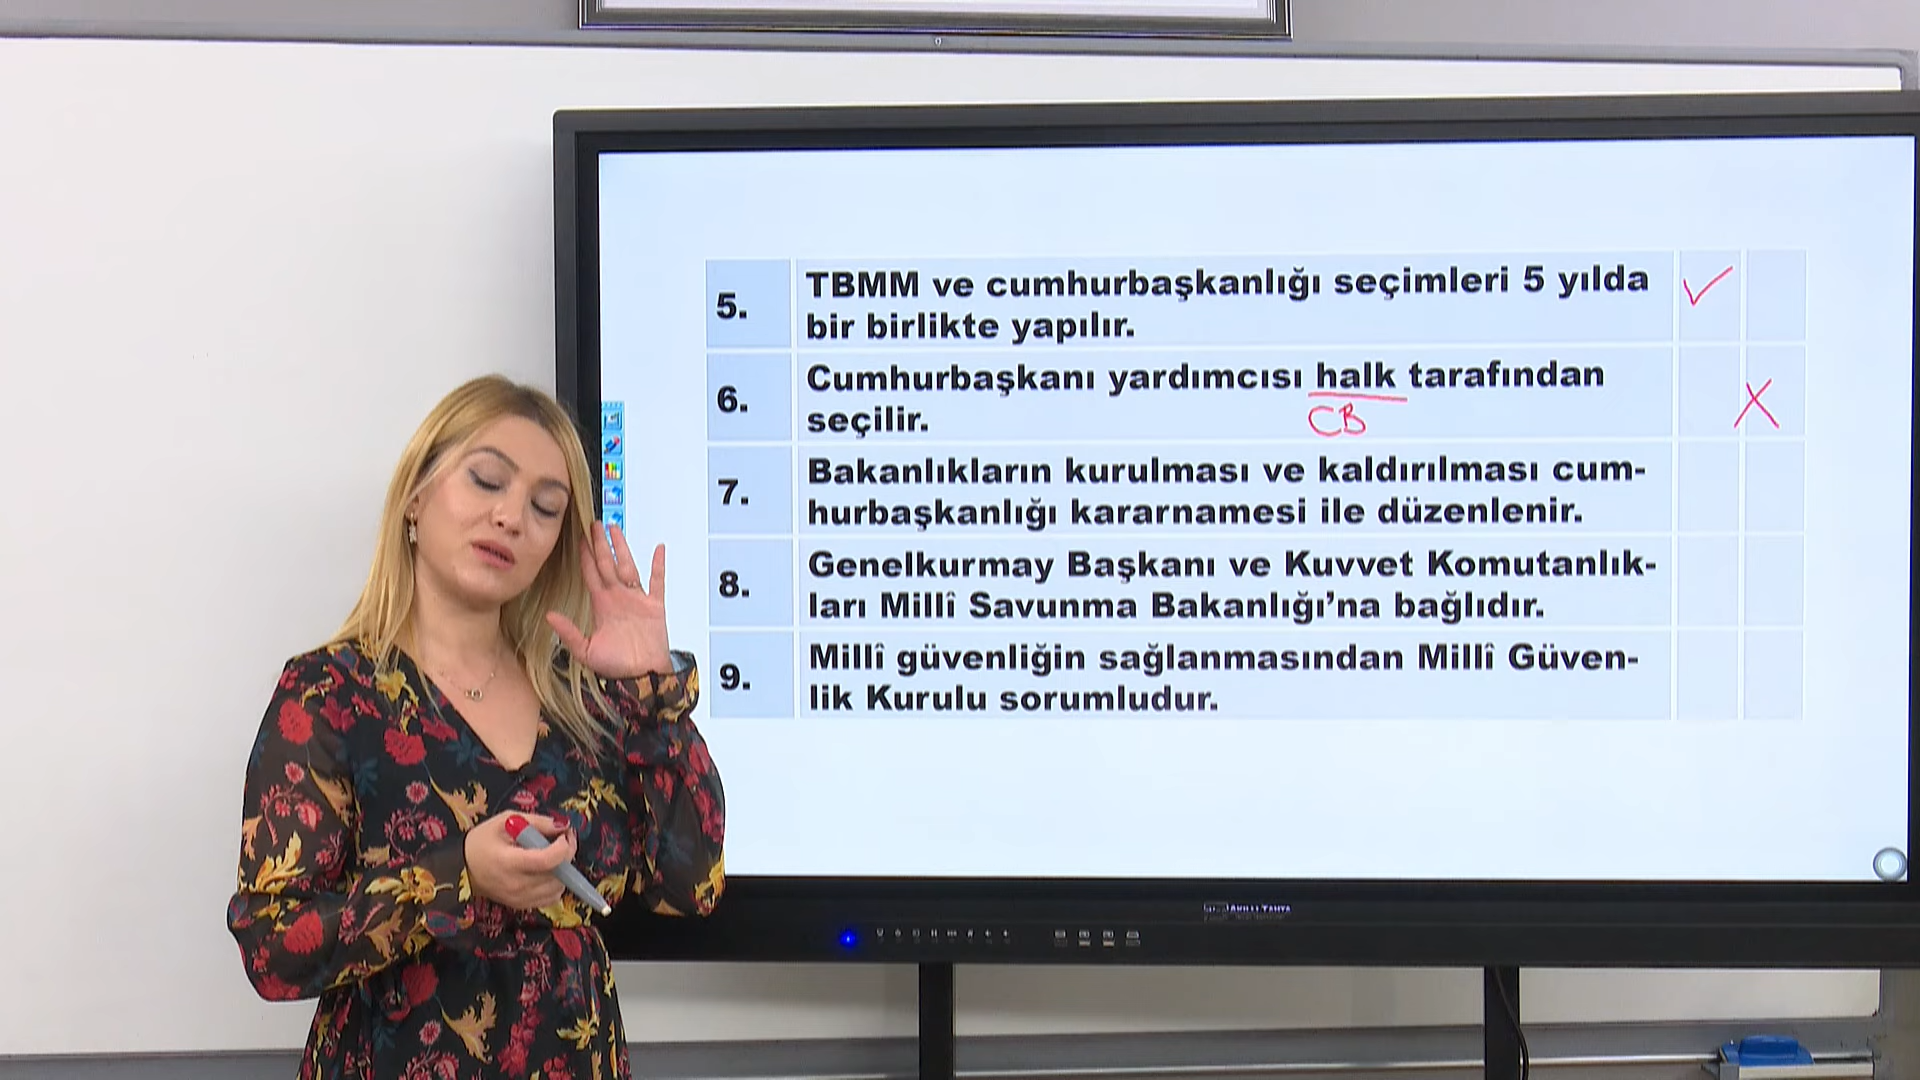 5.
TBMM ve cumhurbaşkanlığı seçimleri 5 yılda
bir birlikte yapılır.
6.
Cumhurbaşkanı yardımcısı halk tarafından
seçilir.
CB
7.
Bakanlıkların kurulması ve kaldırılması cum-
hurbaşkanlığı kararnamesi ile düzenlenir.
8.
Genelkurmay Başkanı ve Kuvvet Komutanlık-
ları Millî Savunma Bakanlığı’na bağlıdır.
9.
Millî güvenliğin sağlanmasından Millî Güven-
lik Kurulu sorumludur.
AKILLI TAHTA